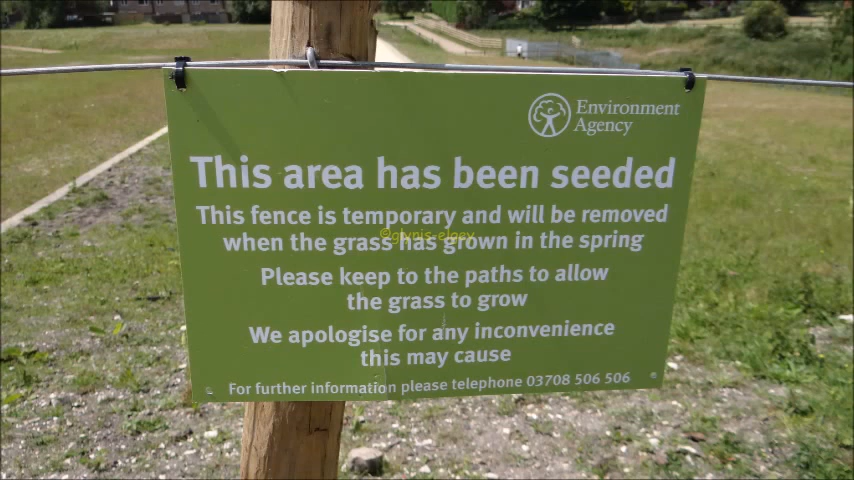 Environment
Agency
This area has been seeded
This fence is temporary and will be removed
when the grass has grown in the spring
Please keep to the paths to allow
the grass to grow
We apologise for any inconvenience
this may cause
For further information please telephone 03708 506 506